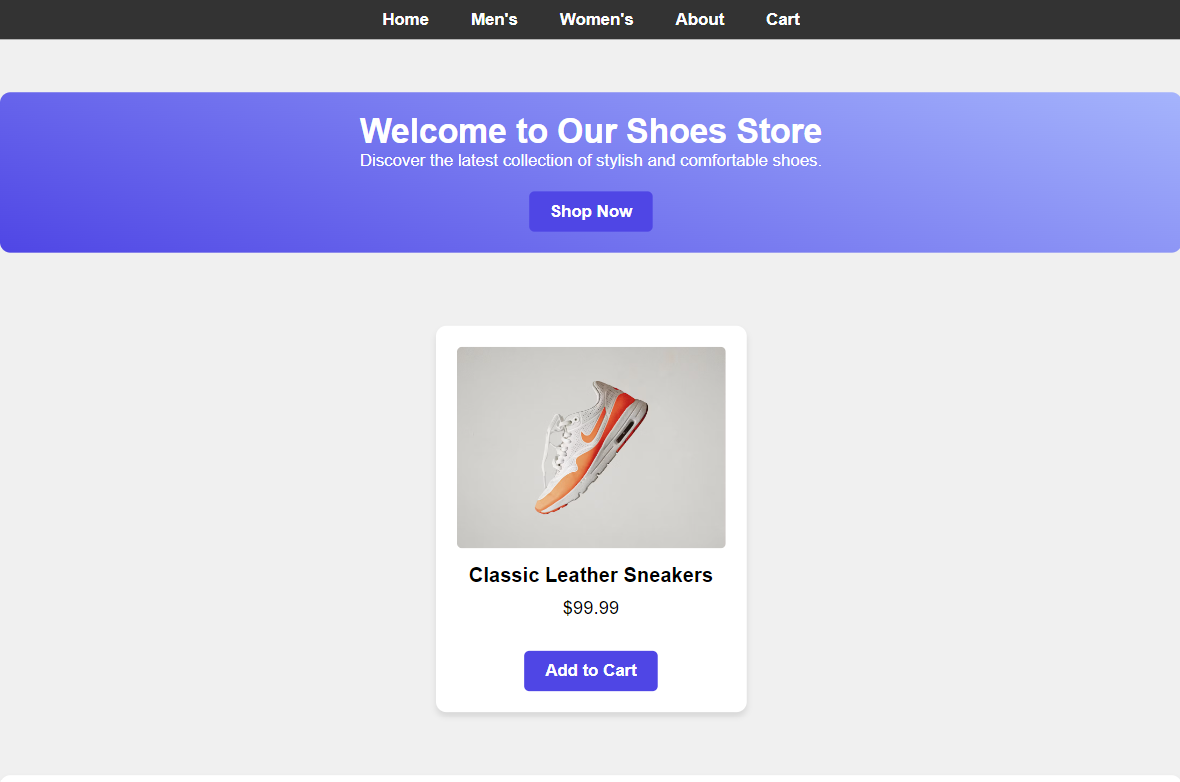 Home Men's Women's About Cart
Welcome to Our Shoes Store
Discover the latest collection of stylish and comfortable shoes.
Shop Now
Classic Leather Sneakers
$99.99
Add to Cart